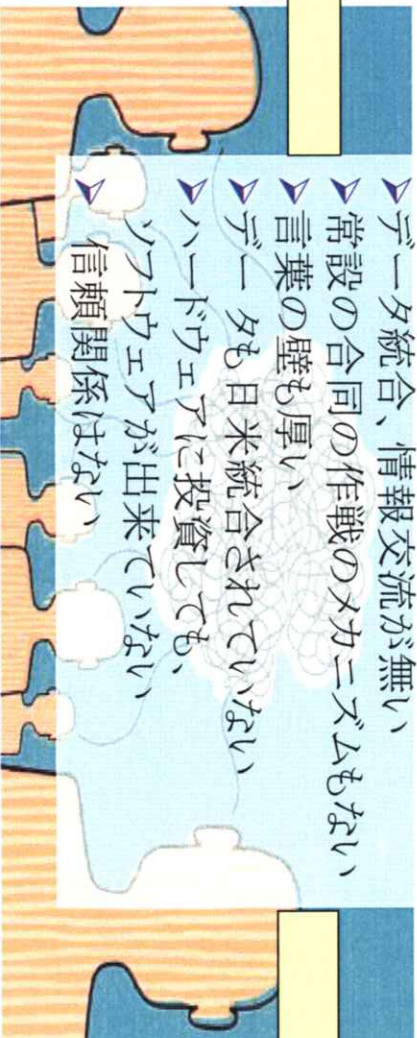 ➤データ統合、情報交流が無い
➤常設の合同の作戦のメカニズムもない
➤言葉の壁も厚い
➤データも日米統合されていない
➤ハードウェアに投資しても、
ソフトウェアが出来ていない
➤信頼関係はない